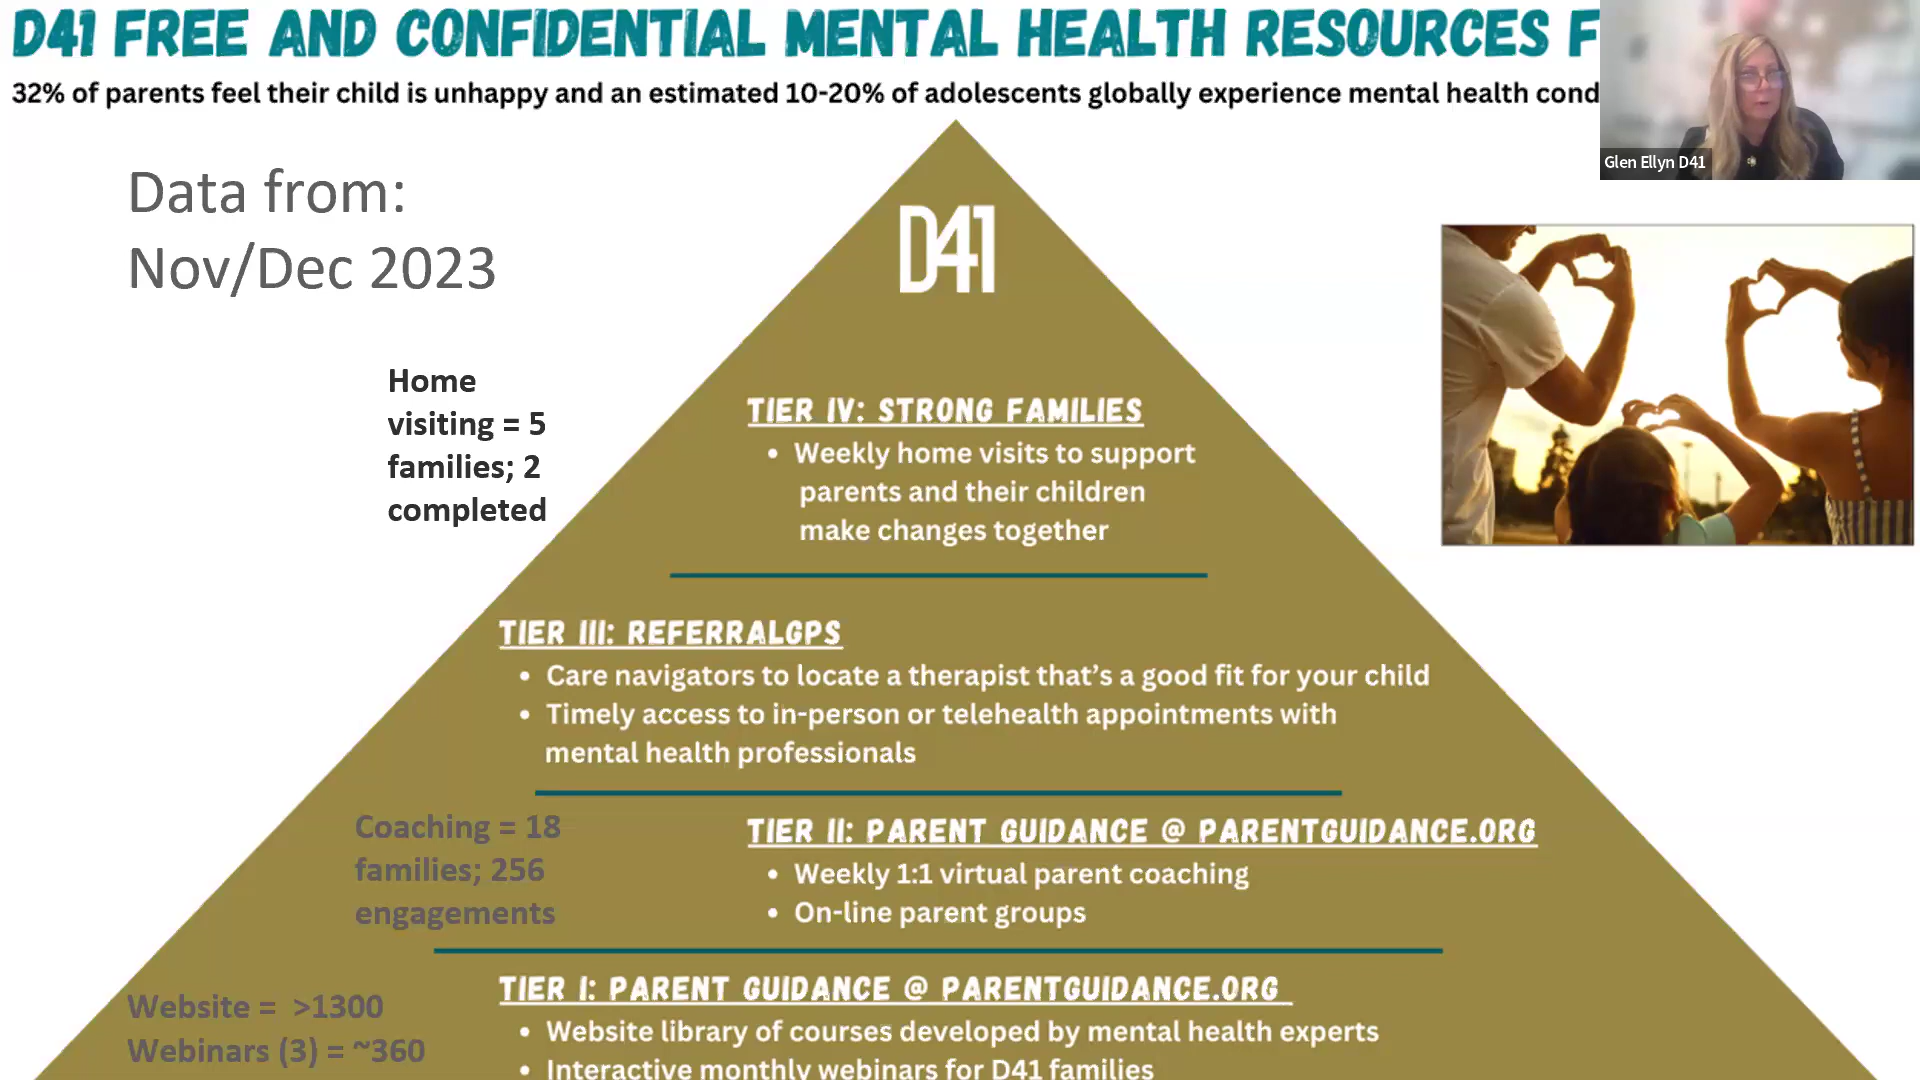 D41 FREE AND CONFIDENTIAL MENTAL HEALTH RESOURCES F
32% of parents feel their child is unhappy and an estimated 10-20% of adolescents globally experience mental health cond
Glen Ellyn D41
Data from:
Nov/Dec 2023
D41
Home
visiting = 5
families; 2
completed
TIER IV: STRONG FAMILIES
• Weekly home visits to support
parents and their children
make changes together
TIER III: REFERRALGPS
• Care navigators to locate a therapist that's a good fit for your child
• Timely access to in-person or telehealth appointments with
mental health professionals
Coaching = 18
families; 256
engagements
TIER II: PARENT GUIDANCE @ PARENTGUIDANCE.ORG
• Weekly 1:1 virtual parent coaching
• On-line parent groups
Website = >1300
Webinars (3) = ~360
TIER I: PARENT GUIDANCE @ PARENTGUIDANCE.ORG
• Website library of courses developed by mental health experts
• Interactive monthly webinars for D41 families